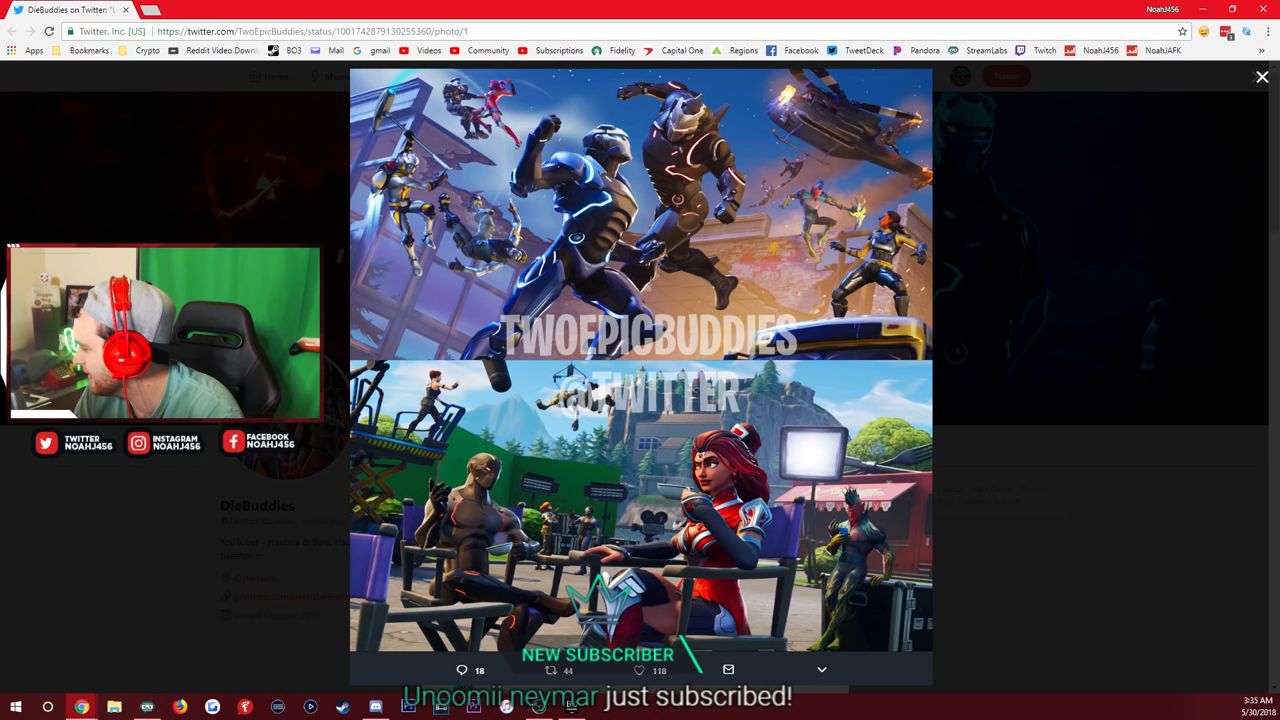 DieBuddies on Twitter: "L
NoahJ456
Twitter, Inc. [US] https://twitter.com/TwoEpicBuddies/status/1001742879130255360/photo/1
Apps Bookmarks Crypto Reddit Video Down BO3 Mail gmail Videos Community Subscriptions Fidelity Capital One Regions Facebook TweetDeck Pandora StreamLabs Twitch NoahJ456 NoahJAFK
Home
TWOEPICBUDDIES
@TWITTER
TWITTER
NOAHJ456
INSTAGRAM
NOAHJ456
FACEBOOK
NOAHJ456
DieBuddies
NEW SUBSCRIBER
18 44 118
Unoomii neymar just subscribed!
3:35 AM
5/30/2018